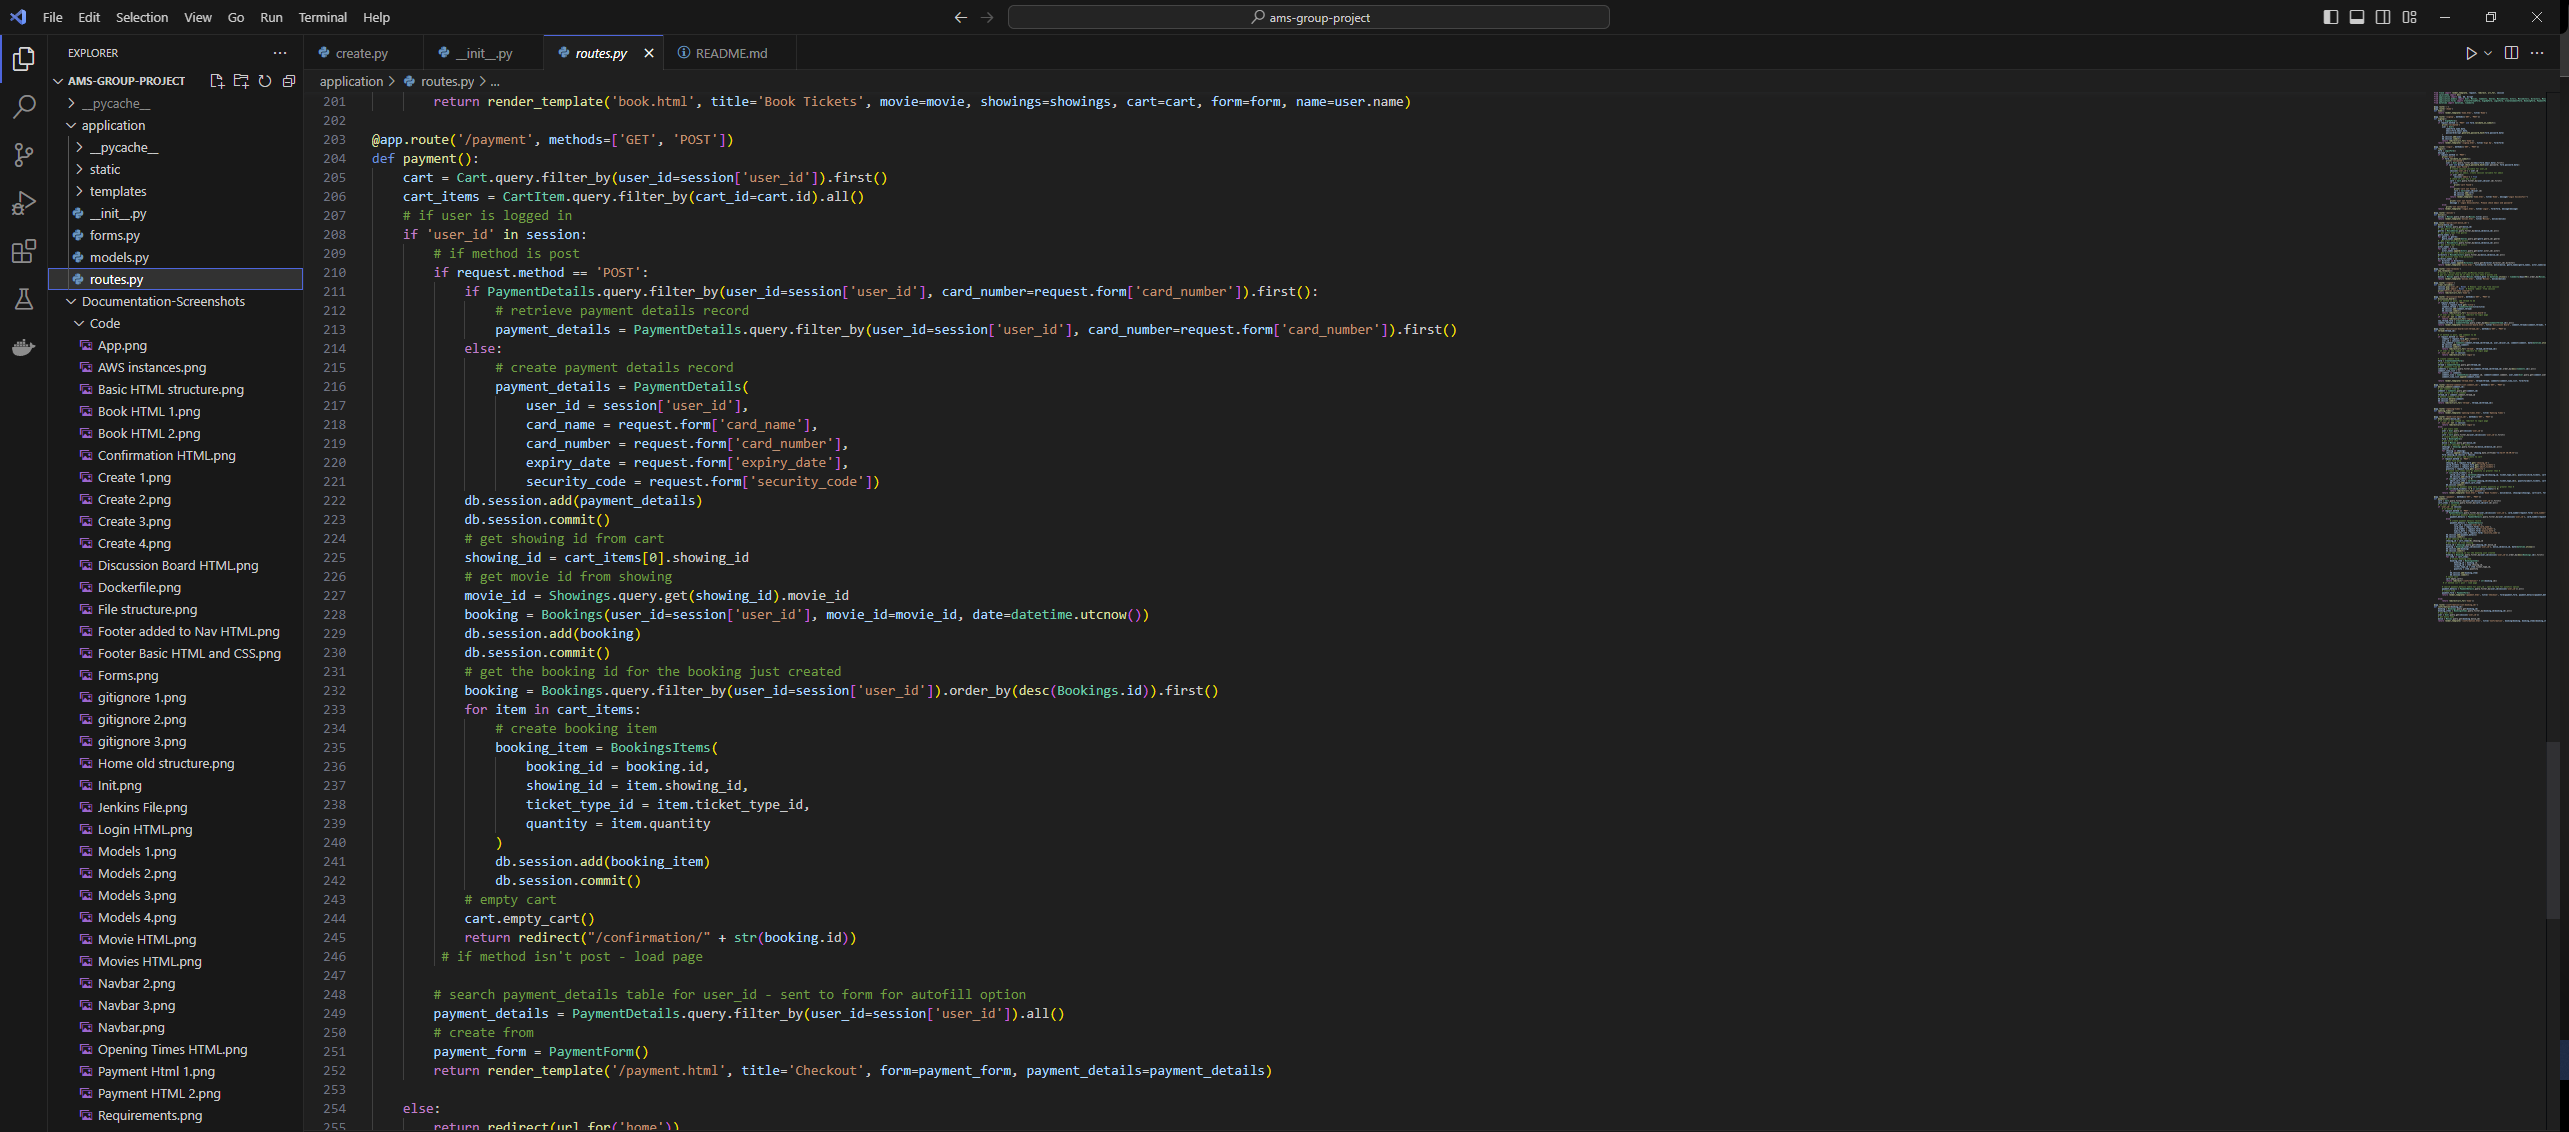 File Edit Selection View Go Run Terminal Help
ams-group-project
EXPLORER
AMS-GROUP-PROJECT
__pycache__
application
__pycache__
static
templates
__init__.py
forms.py
models.py
routes.py
Documentation-Screenshots
Code
App.png
AWS instances.png
Basic HTML structure.png
Book HTML 1.png
Book HTML 2.png
Confirmation HTML.png
Create 1.png
Create 2.png
Create 3.png
Create 4.png
Discussion Board HTML.png
Dockerfile.png
File structure.png
Footer added to Nav HTML.png
Footer Basic HTML and CSS.png
Forms.png
gitignore 1.png
gitignore 2.png
gitignore 3.png
Home old structure.png
Init.png
Jenkins File.png
Login HTML.png
Models 1.png
Models 2.png
Models 3.png
Models 4.png
Movie HTML.png
Movies HTML.png
Navbar 2.png
Navbar 3.png
Navbar.png
Opening Times HTML.png
Payment Html 1.png
Payment HTML 2.png
Requirements.png
create.py __init__.py routes.py README.md
application > routes.py > ...
201 return render_template('book.html', title='Book Tickets', movie=movie, showings=showings, cart=cart, form=form, name=user.name)
202
203 @app.route('/payment', methods=['GET', 'POST'])
204 def payment():
205 cart = Cart.query.filter_by(user_id=session['user_id']).first()
206 cart_items = CartItem.query.filter_by(cart_id=cart.id).all()
207 # if user is logged in
208 if 'user_id' in session:
209 # if method is post
210 if request.method == 'POST':
211 if PaymentDetails.query.filter_by(user_id=session['user_id'], card_number=request.form['card_number']).first():
212 # retrieve payment details record
213 payment_details = PaymentDetails.query.filter_by(user_id=session['user_id'], card_number=request.form['card_number']).first()
214 else:
215 # create payment details record
216 payment_details = PaymentDetails(
217 user_id = session['user_id'],
218 card_name = request.form['card_name'],
219 card_number = request.form['card_number'],
220 expiry_date = request.form['expiry_date'],
221 security_code = request.form['security_code'])
222 db.session.add(payment_details)
223 db.session.commit()
224 # get showing id from cart
225 showing_id = cart_items[0].showing_id
226 # get movie id from showing
227 movie_id = Showings.query.get(showing_id).movie_id
228 booking = Bookings(user_id=session['user_id'], movie_id=movie_id, date=datetime.utcnow())
229 db.session.add(booking)
230 db.session.commit()
231 # get the booking id for the booking just created
232 booking = Bookings.query.filter_by(user_id=session['user_id']).order_by(desc(Bookings.id)).first()
233 for item in cart_items:
234 # create booking item
235 booking_item = BookingsItems(
236 booking_id = booking.id,
237 showing_id = item.showing_id,
238 ticket_type_id = item.ticket_type_id,
239 quantity = item.quantity
240 )
241 db.session.add(booking_item)
242 db.session.commit()
243 # empty cart
244 cart.empty_cart()
245 return redirect("/confirmation/" + str(booking.id))
246 # if method isn't post - load page
247
248 # search payment_details table for user_id - sent to form for autofill option
249 payment_details = PaymentDetails.query.filter_by(user_id=session['user_id']).all()
250 # create from
251 payment_form = PaymentForm()
252 return render_template('/payment.html', title='Checkout', form=payment_form, payment_details=payment_details)
253
254 else:
255 return redirect(url_for('home'))